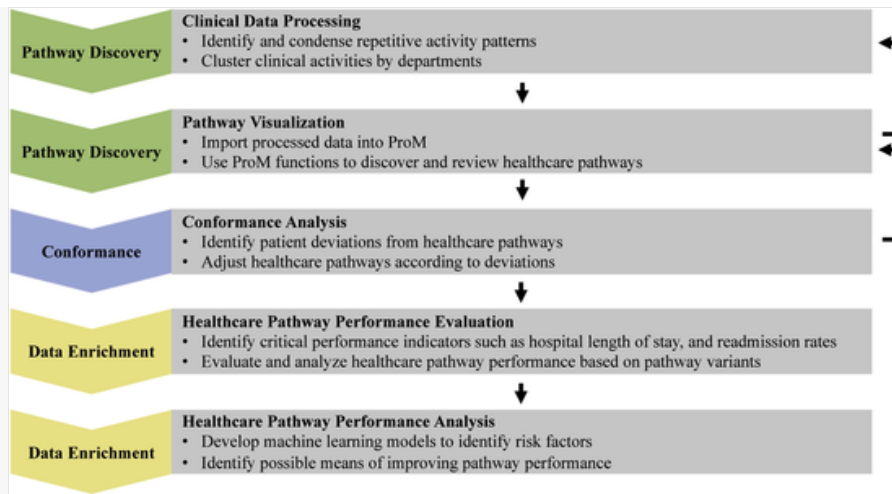 Clinical Data Processing
Pathway Discovery
• Identify and condense repetitive activity patterns
• Cluster clinical activities by departments
Pathway Visualization
Pathway Discovery
• Import processed data into ProM
• Use ProM functions to discover and review healthcare pathways
Conformance Analysis
Conformance
• Identify patient deviations from healthcare pathways
• Adjust healthcare pathways according to deviations
Healthcare Pathway Performance Evaluation
Data Enrichment
• Identify critical performance indicators such as hospital length of stay, and readmission rates
• Evaluate and analyze healthcare pathway performance based on pathway variants
Healthcare Pathway Performance Analysis
Data Enrichment
• Develop machine learning models to identify risk factors
• Identify possible means of improving pathway performance